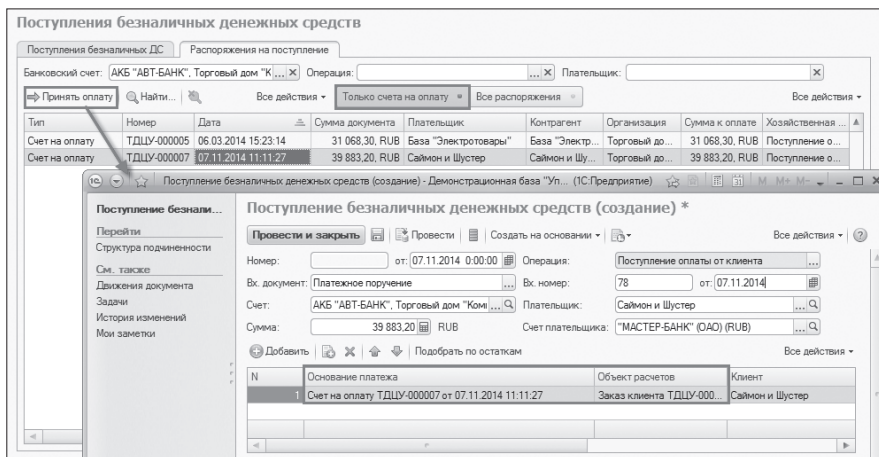 Поступления безналичных денежных средств
Поступления безналичных ДС Распоряжения на поступление
Банковский счет: АКБ "АВТ-БАНК", Торговый дом "К ... Операция: ... Плательщик:
Принять оплату Найти... Все действия Только счета на оплату Все распоряжения Все действия
Тип Номер Дата Сумма документа Плательщик Контрагент Организация Сумма к оплате Хозяйственная ...
Счет на оплату ТДЦУ-000005 06.03.2014 15:23:14 31 068,30, RUB База "Электротовары" База "Электр... Торговый до... 31 068,30, RUB Поступление о...
Счет на оплату ТДЦУ-000007 07.11.2014 11:11:27 39 883,20, RUB Саймон и Шустер Саймон и Шу... Торговый до... 39 883,20, RUB Поступление о...
Поступление безналичных денежных средств (создание) - Демонстрационная база "Уп... (1С:Предприятие) M M+ M-
Поступление безнали... Поступление безналичных денежных средств (создание) *
Перейти
Структура подчиненности
См. также
Движения документа
Задачи
История изменений
Мои заметки
Провести и закрыть Провести Создать на основании Все действия
Номер: от: 07.11.2014 0:00:00 Операция: Поступление оплаты от клиента ...
Вх. документ: Платежное поручение ... Вх. номер: 78 от: 07.11.2014
Счет: АКБ "АВТ-БАНК", Торговый дом "Комп ... Плательщик: Саймон и Шустер ...
Сумма: 39 883,20 RUB Счет плательщика: "МАСТЕР-БАНК" (ОАО) (RUB) ...
Добавить Подобрать по остаткам Все действия
N Основание платежа Объект расчетов Клиент
1 Счет на оплату ТДЦУ-000007 от 07.11.2014 11:11:27 Заказ клиента ТДЦУ-000... Саймон и Шустер